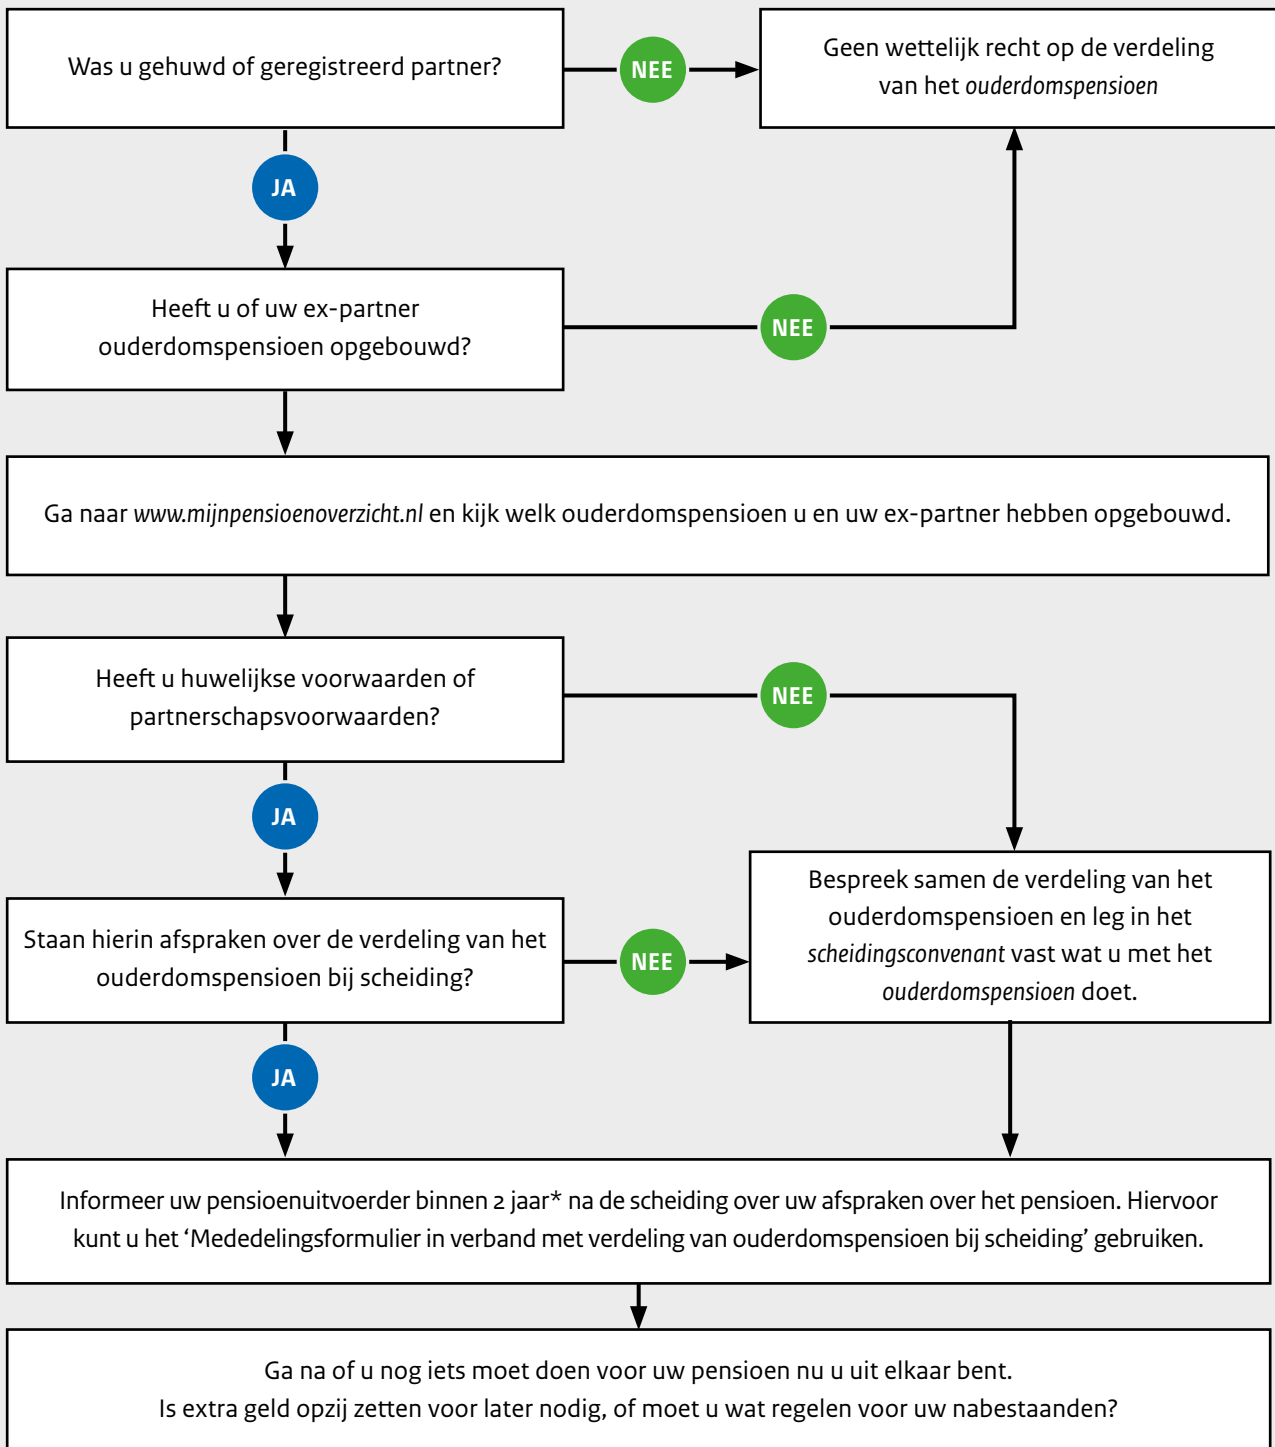 Was u gehuwd of geregistreerd partner?
NEE
Geen wettelijk recht op de verdeling
van het ouderdomspensioen
JA
Heeft u of uw ex-partner
ouderdomspensioen opgebouwd?
NEE
Ga naar www.mijnpensioenoverzicht.nl en kijk welk ouderdomspensioen u en uw ex-partner hebben opgebouwd.
Heeft u huwelijkse voorwaarden of
partnerschapsvoorwaarden?
NEE
JA
Staan hierin afspraken over de verdeling van het
ouderdomspensioen bij scheiding?
NEE
Bespreek samen de verdeling van het
ouderdomspensioen en leg in het
scheidingsconvenant vast wat u met het
ouderdomspensioen doet.
JA
Informeer uw pensioenuitvoerder binnen 2 jaar* na de scheiding over uw afspraken over het pensioen. Hiervoor
kunt u het ‘Mededelingsformulier in verband met verdeling van ouderdomspensioen bij scheiding’ gebruiken.
Ga na of u nog iets moet doen voor uw pensioen nu u uit elkaar bent.
Is extra geld opzij zetten voor later nodig, of moet u wat regelen voor uw nabestaanden?